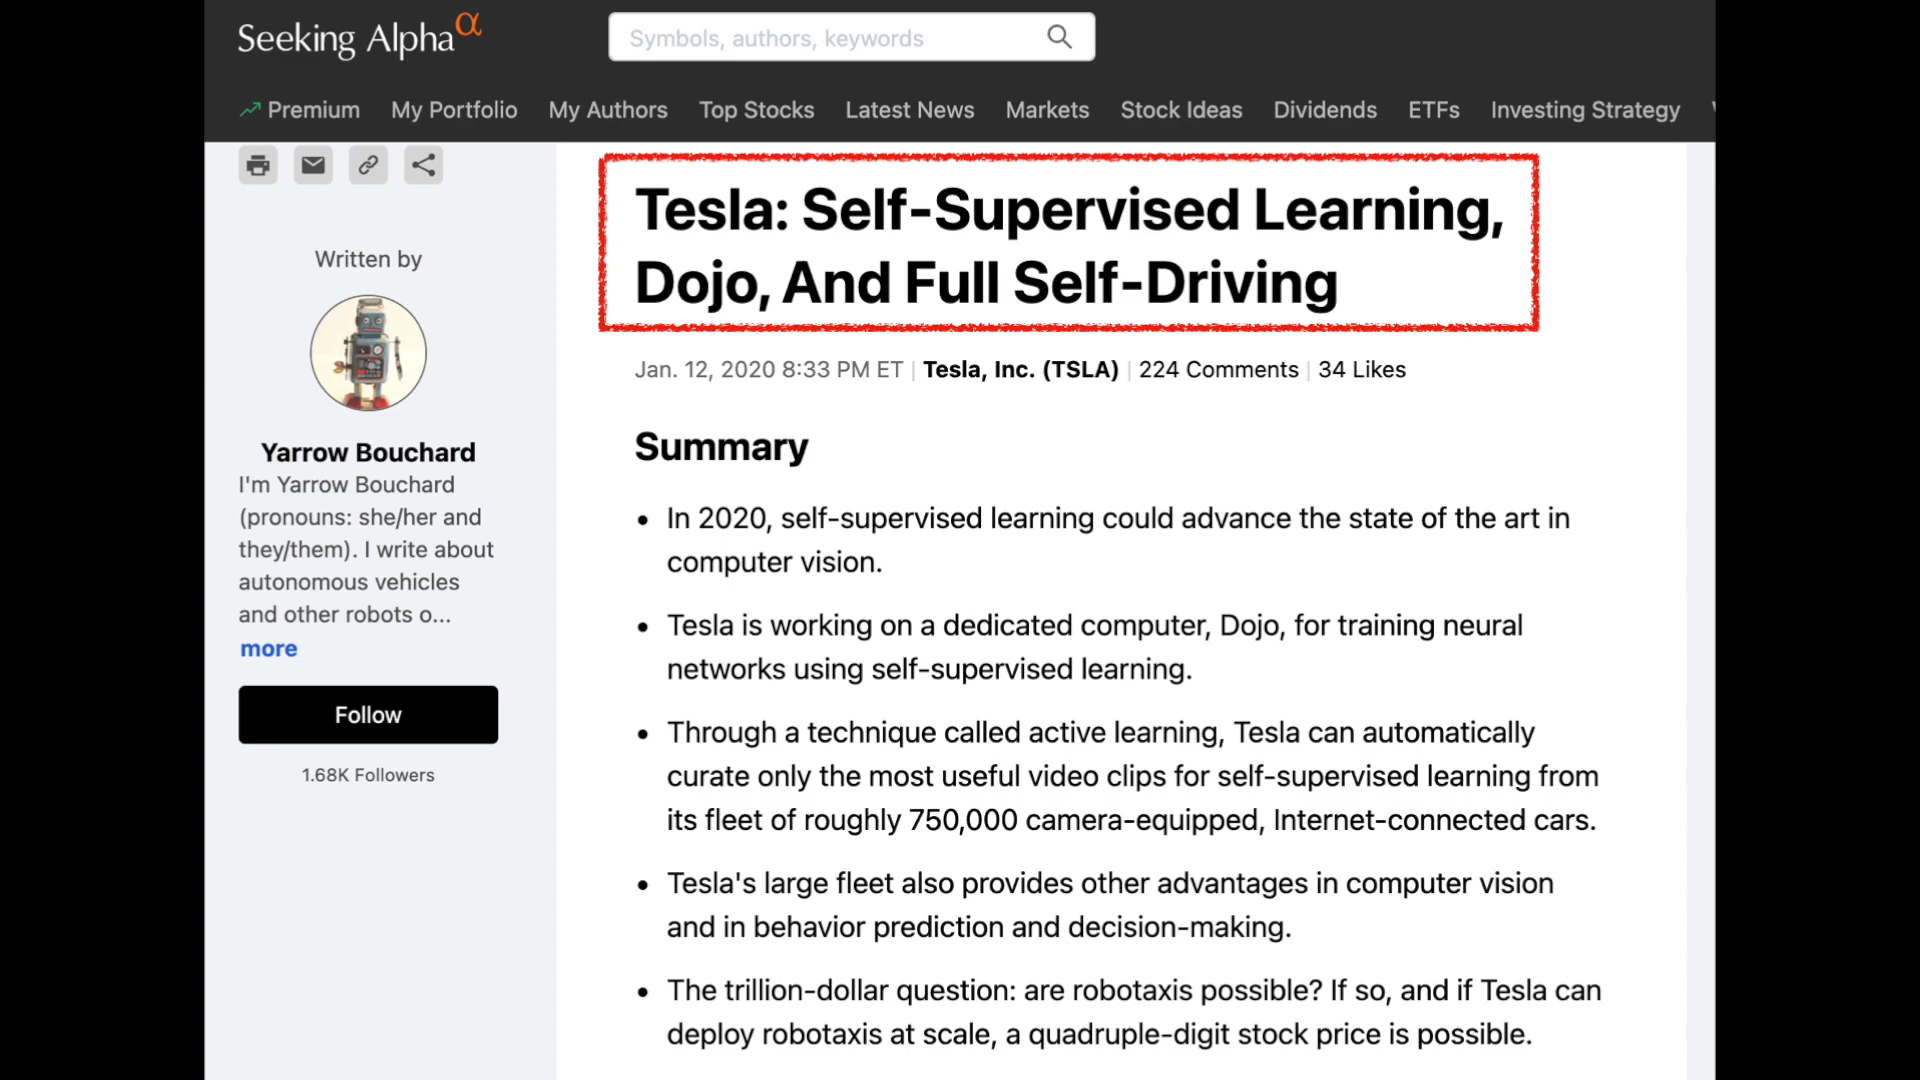 Seeking Alpha α
Symbols, authors, keywords
Premium My Portfolio My Authors Top Stocks Latest News Markets Stock Ideas Dividends ETFs Investing Strategy
Written by
Yarrow Bouchard
I'm Yarrow Bouchard
(pronouns: she/her and
they/them). I write about
autonomous vehicles
and other robots o...
more
Follow
1.68K Followers
Tesla: Self-Supervised Learning,
Dojo, And Full Self-Driving
Jan. 12, 2020 8:33 PM ET | Tesla, Inc. (TSLA) | 224 Comments | 34 Likes
Summary
• In 2020, self-supervised learning could advance the state of the art in
computer vision.
• Tesla is working on a dedicated computer, Dojo, for training neural
networks using self-supervised learning.
• Through a technique called active learning, Tesla can automatically
curate only the most useful video clips for self-supervised learning from
its fleet of roughly 750,000 camera-equipped, Internet-connected cars.
• Tesla's large fleet also provides other advantages in computer vision
and in behavior prediction and decision-making.
• The trillion-dollar question: are robotaxis possible? If so, and if Tesla can
deploy robotaxis at scale, a quadruple-digit stock price is possible.